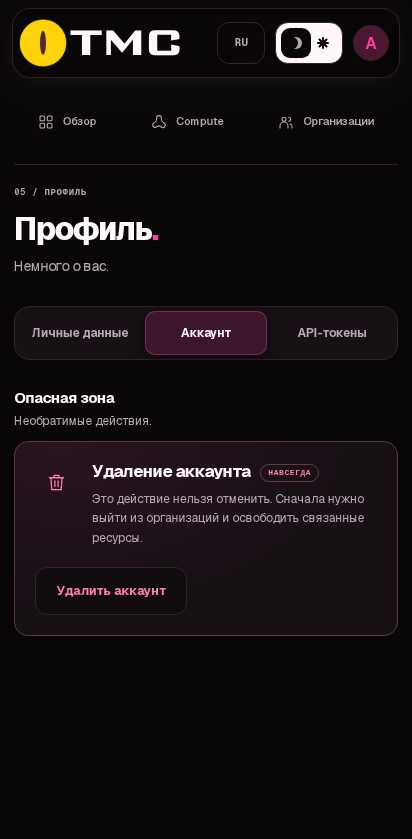 TMC
RU
A
Обзор
Compute
Организации
05 / ПРОФИЛЬ
Профиль.
Немного о вас.
Личные данные
Аккаунт
API-токены
Опасная зона
Необратимые действия.
Удаление аккаунта НАВСЕГДА
Это действие нельзя отменить. Сначала нужно
выйти из организаций и освободить связанные
ресурсы.
Удалить аккаунт